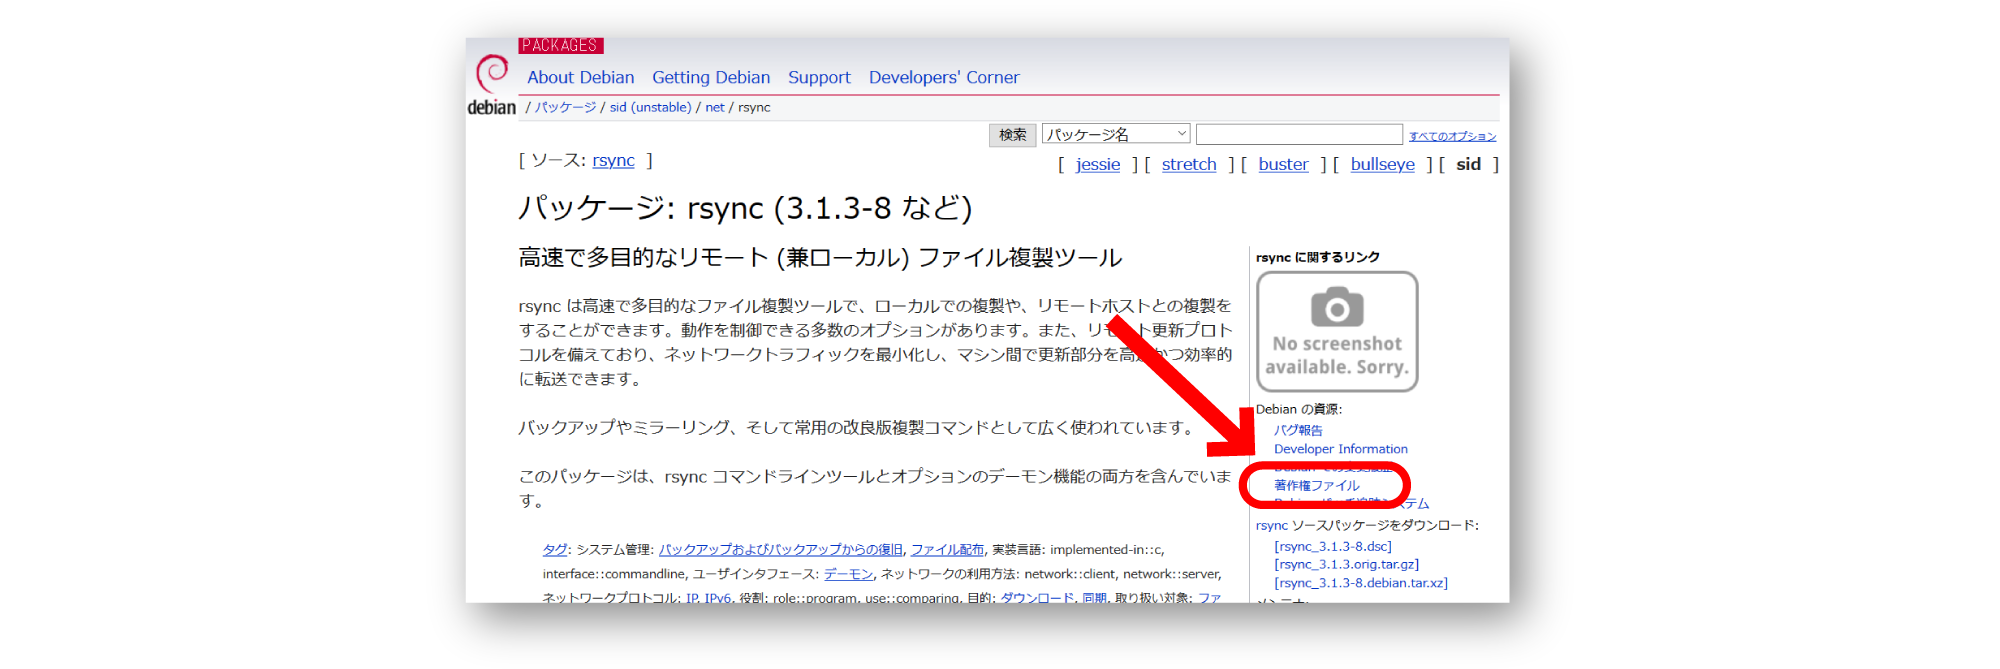 PACKAGES
About Debian Getting Debian Support Developers' Corner
debian
/ パッケージ / sid (unstable) / net / rsync
検索 パッケージ名 すべてのオプション
[ ソース: rsync ]
[ jessie ] [ stretch ] [ buster ] [ bullseye ] [ sid ]
パッケージ: rsync (3.1.3-8 など)
高速で多目的なリモート (兼ローカル) ファイル複製ツール
rsync は高速で多目的なファイル複製ツールで、ローカルでの複製や、リモートホストとの複製を
することができます。動作を制御できる多数のオプションがあります。また、リモート更新プロト
コルを備えており、ネットワークトラフィックを最小化し、マシン間で更新部分を高速かつ効率的
に転送できます。
バックアップやミラーリング、そして常用の改良版複製コマンドとして広く使われています。
このパッケージは、rsync コマンドラインツールとオプションのデーモン機能の両方を含んでいま
す。
タグ: システム管理: バックアップおよびバックアップからの復旧, ファイル配布, 実装言語: implemented-in::c,
interface::commandline, ユーザインタフェース: デーモン, ネットワークの利用方法: network::client, network::server,
ネットワークプロトコル: IP, IPv6, 役割: role::program, use::comparing, 目的: ダウンロード, 同期, 取り扱い対象: ファ
rsync に関するリンク
No screenshot
available. Sorry.
Debian の資源:
バグ報告
Developer Information
Debian での変更履歴
著作権ファイル
Debian パッチ追跡システム
rsync ソースパッケージをダウンロード:
[rsync_3.1.3-8.dsc]
[rsync_3.1.3.orig.tar.gz]
[rsync_3.1.3-8.debian.tar.xz]
メンテナ: